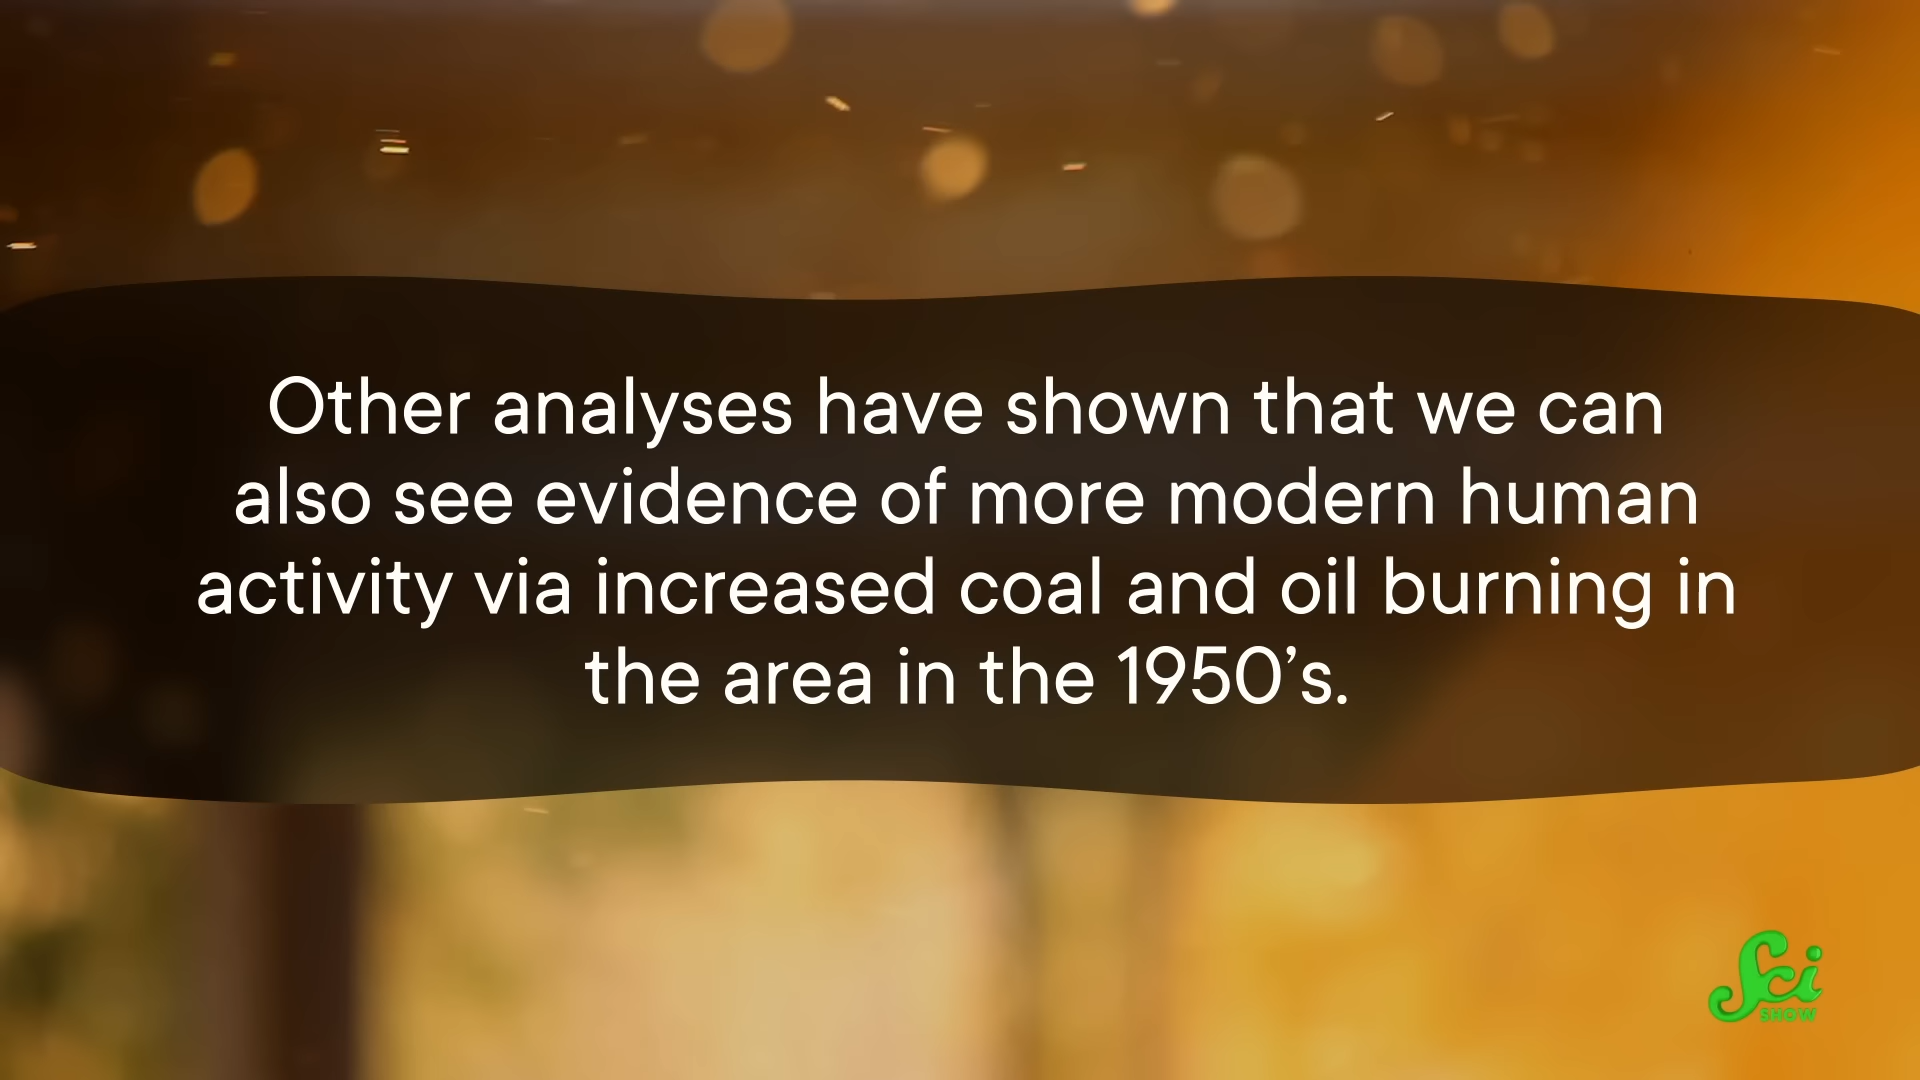 Other analyses have shown that we can
also see evidence of more modern human
activity via increased coal and oil burning in
the area in the 1950’s.
Sci
SHOW